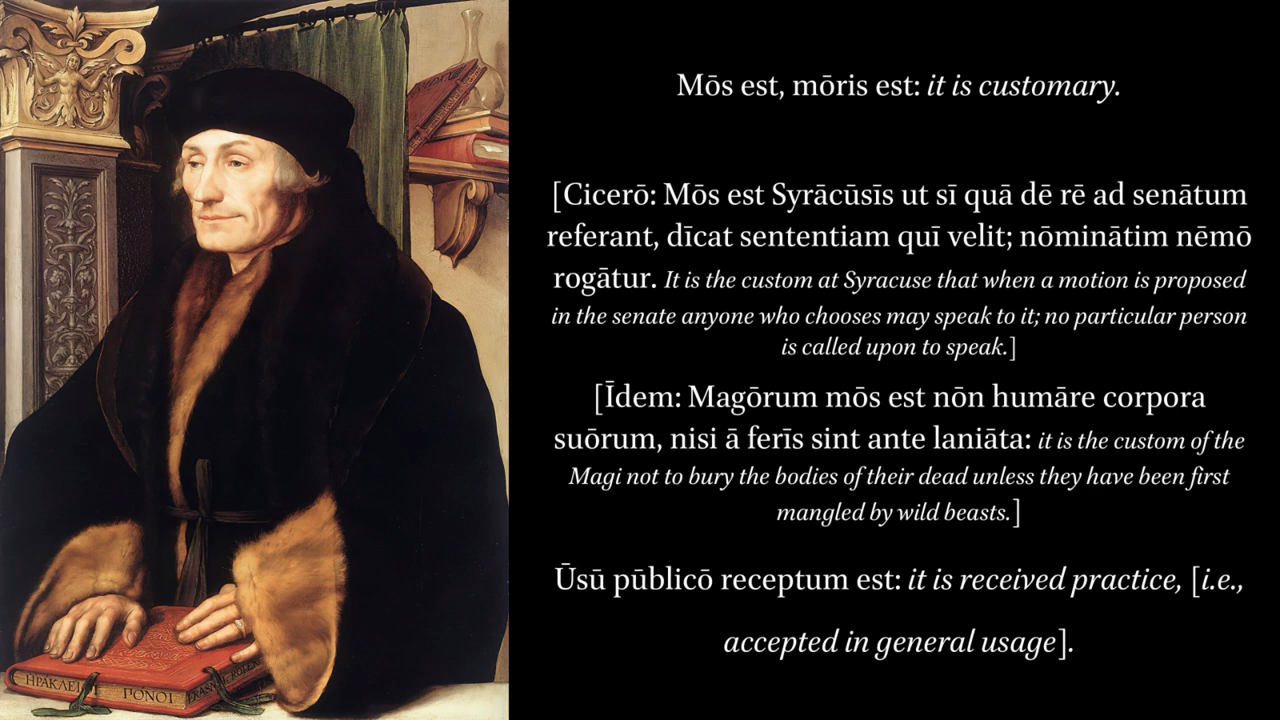 Mōs est, mōris est: it is customary.
[Cicerō: Mōs est Syrācūsīs ut sī quā dē rē ad senātum
referant, dīcat sententiam quī velit; nōminātim nēmō
rogātur. It is the custom at Syracuse that when a motion is proposed
in the senate anyone who chooses may speak to it; no particular person
is called upon to speak.]
[Īdem: Magōrum mōs est nōn humāre corpora
suōrum, nisi ā ferīs sint ante laniāta: it is the custom of the
Magi not to bury the bodies of their dead unless they have been first
mangled by wild beasts.]
Ūsū pūblicō receptum est: it is received practice, [i.e.,
accepted in general usage].
ΗΡΑΚΛΕΙ ΠΟΝΟΙ